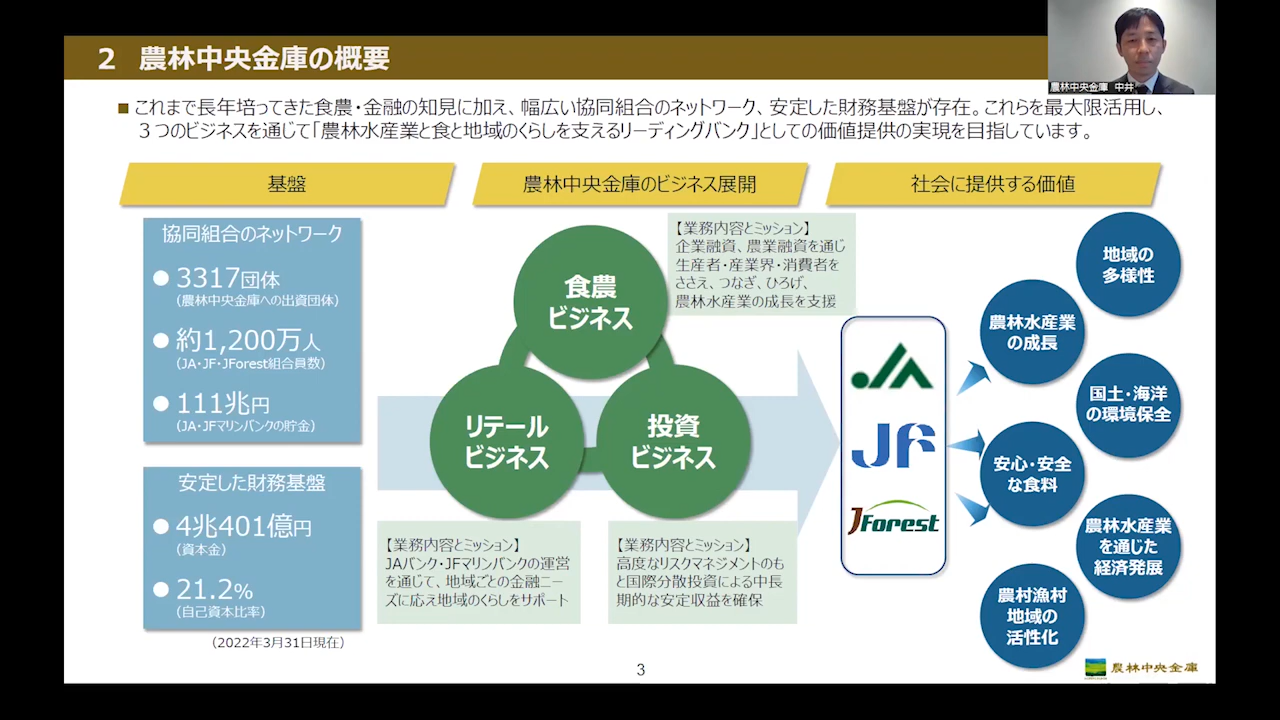 2 農林中央金庫の概要
農林中央金庫 中井
■ これまで長年培ってきた食農・金融の知見に加え、幅広い協同組合のネットワーク、安定した財務基盤が存在。これらを最大限活用し、
３つのビジネスを通じて「農林水産業と食と地域のくらしを支えるリーディングバンク」としての価値提供の実現を目指しています。
基盤
協同組合のネットワーク
● 3317団体
（農林中央金庫への出資団体）
● 約1,200万人
（JA・JF・JForest組合員数）
● 111兆円
（JA・JFマリンバンクの貯金）
安定した財務基盤
● 4兆401億円
（資本金）
● 21.2%
（自己資本比率）
（2022年3月31日現在）
農林中央金庫のビジネス展開
食農
ビジネス
【業務内容とミッション】
企業融資、農業融資を通じ
生産者・産業界・消費者を
ささえ、つなぎ、ひろげ、
農林水産業の成長を支援
リテール
ビジネス
【業務内容とミッション】
JAバンク・JFマリンバンクの運営
を通じて、地域ごとの金融ニー
ズに応え地域のくらしをサポート
投資
ビジネス
【業務内容とミッション】
高度なリスクマネジメントのも
と国際分散投資による中長
期的な安定収益を確保
社会に提供する価値
JA
JF
JForest
地域の
多様性
農林水産業
の成長
国土・海洋
の環境保全
安心・安全
な食料
農林水産業
を通じた
経済発展
農村漁村
地域の
活性化
3
農林中央金庫